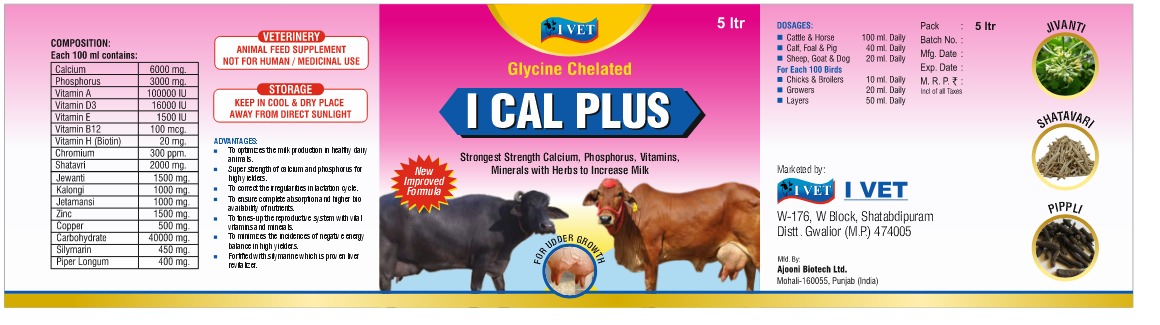 COMPOSITION:
Each 100 ml contains:
Calcium 6000 mg.
Phosphorus 3000 mg.
Vitamin A 100000 IU
Vitamin D3 16000 IU
Vitamin E 1500 IU
Vitamin B12 100 mcg.
Vitamin H (Biotin) 20 mg.
Chromium 300 ppm.
Shatavri 2000 mg.
Jewanti 1500 mg.
Kalongi 1000 mg.
Jetamansi 1000 mg.
Zinc 1500 mg.
Copper 500 mg.
Carbohydrate 40000 mg.
Silymarin 450 mg.
Piper Longum 400 mg.
VETERINERY
ANIMAL FEED SUPPLEMENT
NOT FOR HUMAN / MEDICINAL USE
STORAGE
KEEP IN COOL & DRY PLACE
AWAY FROM DIRECT SUNLIGHT
ADVANTAGES:
To optimizes the milk production in healthy dairy
animals.
Super strength of calcium and phosphorus for
high yielders.
To correct the irregularities in lactation cycle.
To ensure complete absorption and higher bio
availability of nutrients.
To tones-up the reproductive system with vital
vitamins and minerals.
To minimizes the incidences of negative energy
balance in high yielders.
Fortified with silymarine which is proven liver
revitalizer.
I VET
5 ltr
Glycine Chelated
I CAL PLUS
Strongest Strength Calcium, Phosphorus, Vitamins,
Minerals with Herbs to Increase Milk
New
Improved
Formula
FOR UDDER GROWTH
DOSAGES:
Cattle & Horse 100 ml. Daily
Calf, Foal & Pig 40 ml. Daily
Sheep, Goat & Dog 20 ml. Daily
For Each 100 Birds
Chicks & Broilers 10 ml. Daily
Growers 20 ml. Daily
Layers 50 ml. Daily
Pack : 5 ltr
Batch No. :
Mfg. Date :
Exp. Date :
M. R. P. ₹ :
Incl of all Taxes
Marketed by:
I VET I VET
W-176, W Block, Shatabdipuram
Distt. Gwalior (M.P.) 474005
Mfd. By:
Ajooni Biotech Ltd.
Mohali-160055, Punjab (India)
JIVANTI
SHATAVARI
PIPPLI